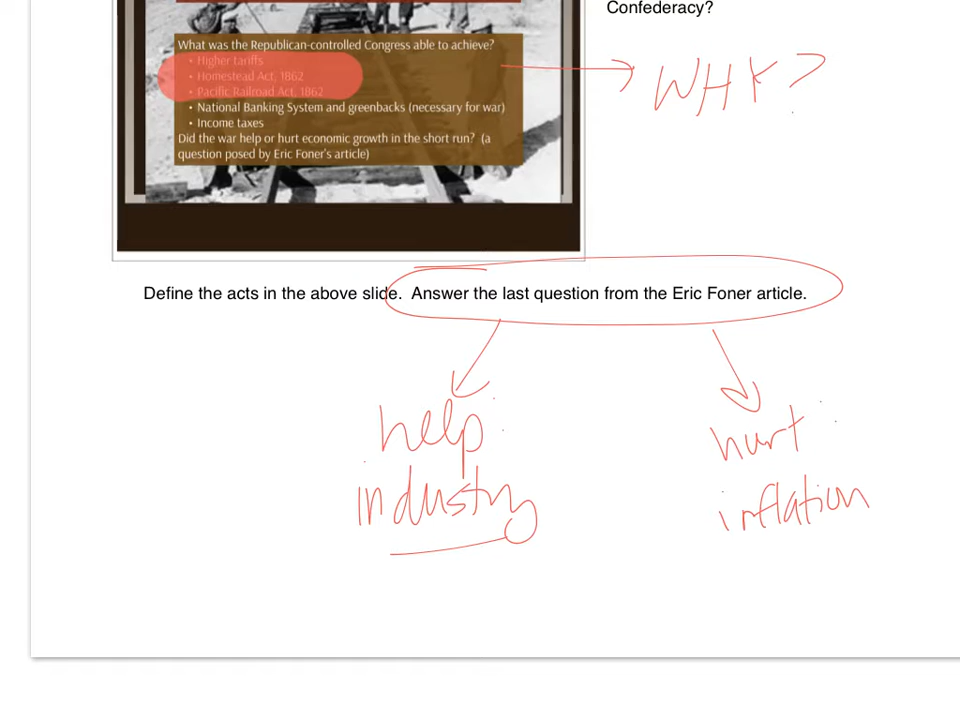 Confederacy?
What was the Republican-controlled Congress able to achieve?
• Higher tariffs
• Homestead Act, 1862
• Pacific Railroad Act, 1862
• National Banking System and greenbacks (necessary for war)
• Income taxes
Did the war help or hurt economic growth in the short run? (a
question posed by Eric Foner's article)
WHY?
Define the acts in the above slide. Answer the last question from the Eric Foner article.
help:
industry
hurt:
inflation